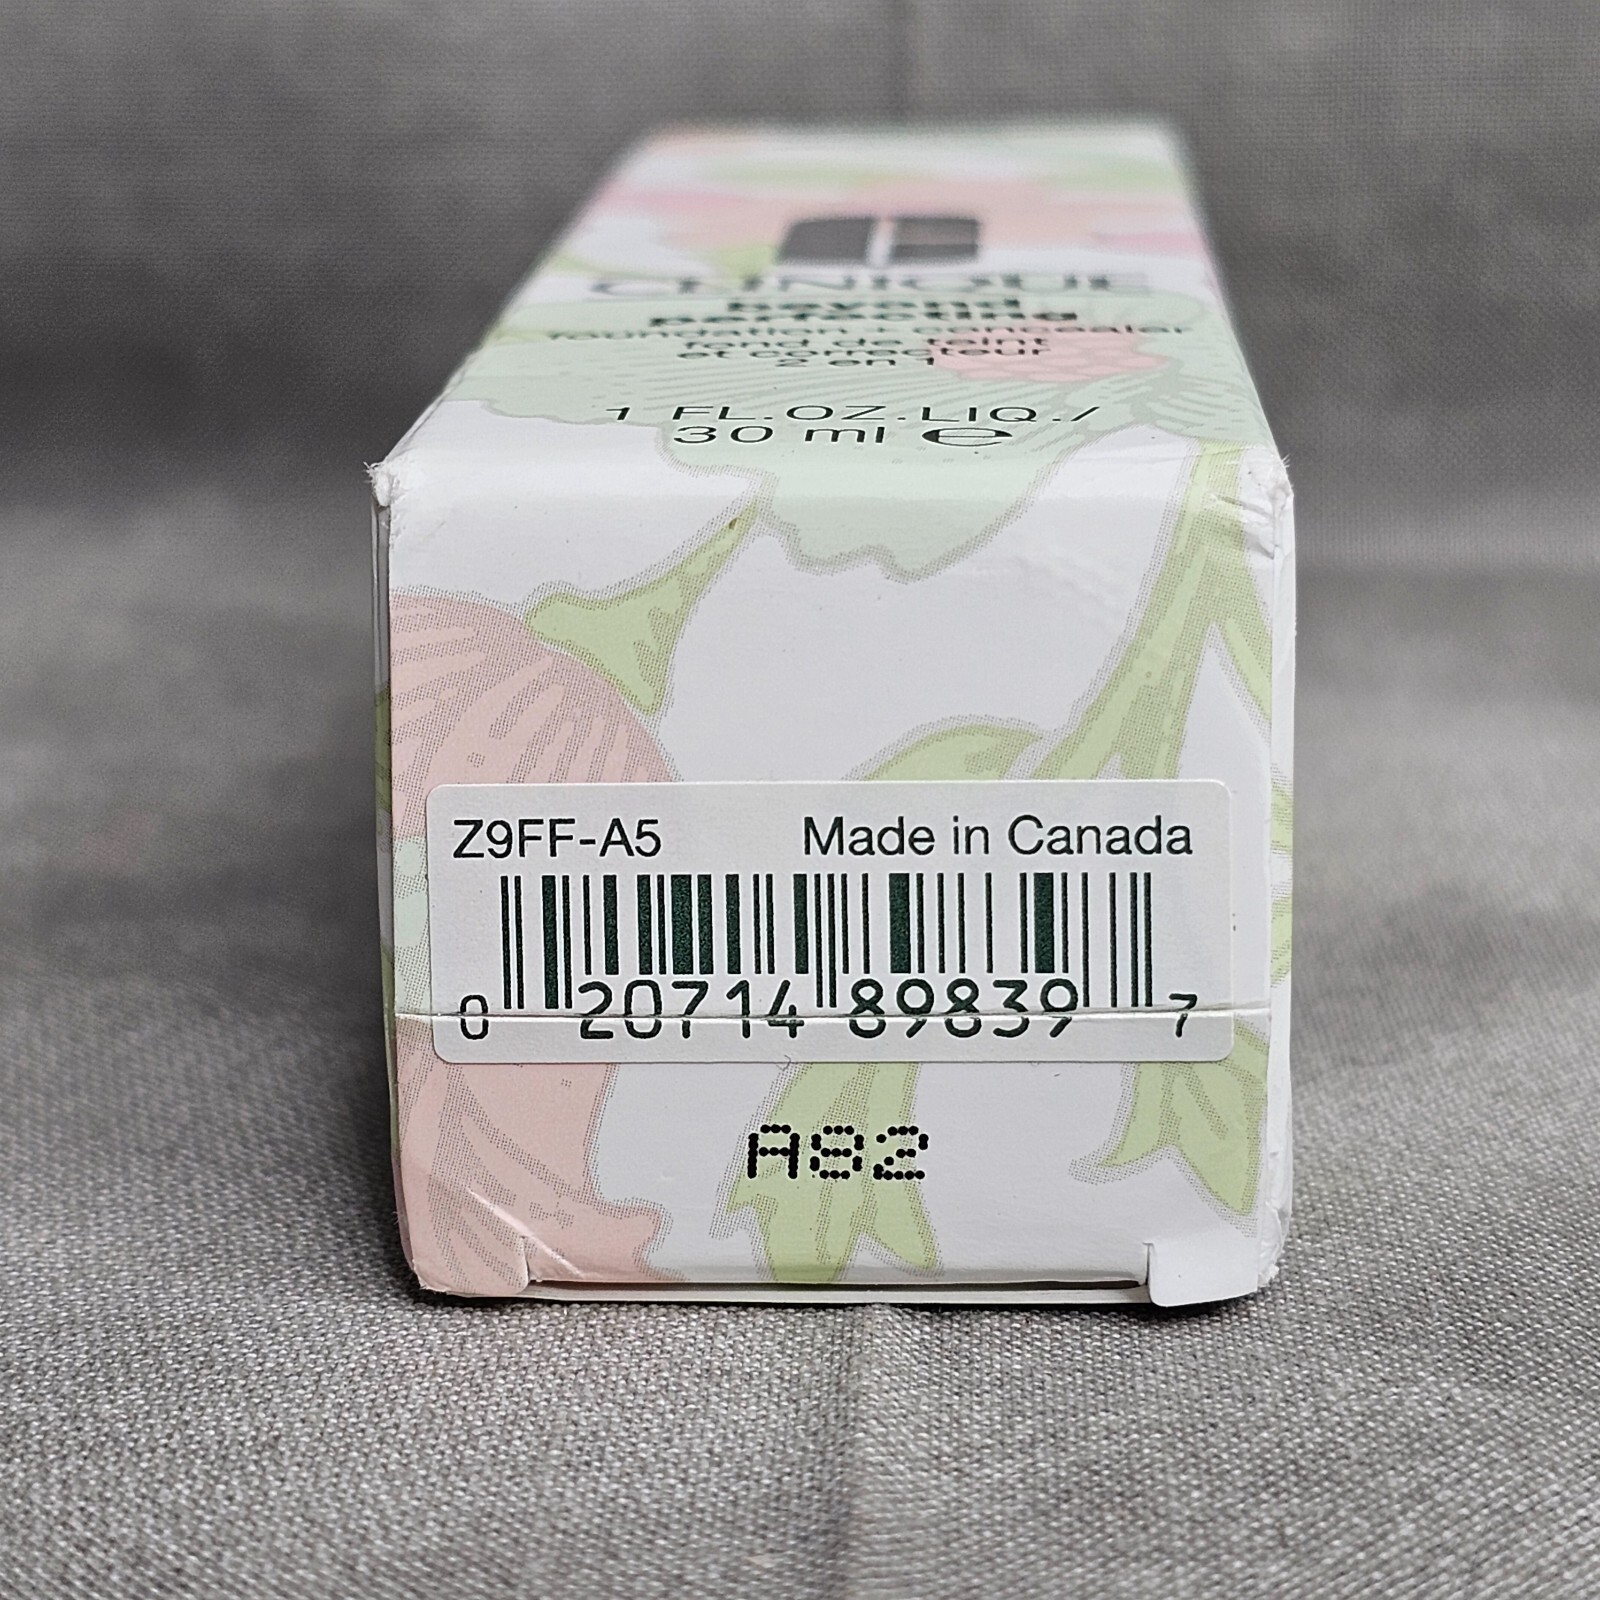 CLINIQUE
beyond
perfecting
foundation + concealer
fond de teint
et correcteur
2 en 1
1 FL.OZ.LIQ./
30 ml ℮
Z9FF-A5 Made in Canada
0 20714 89839 7
A82